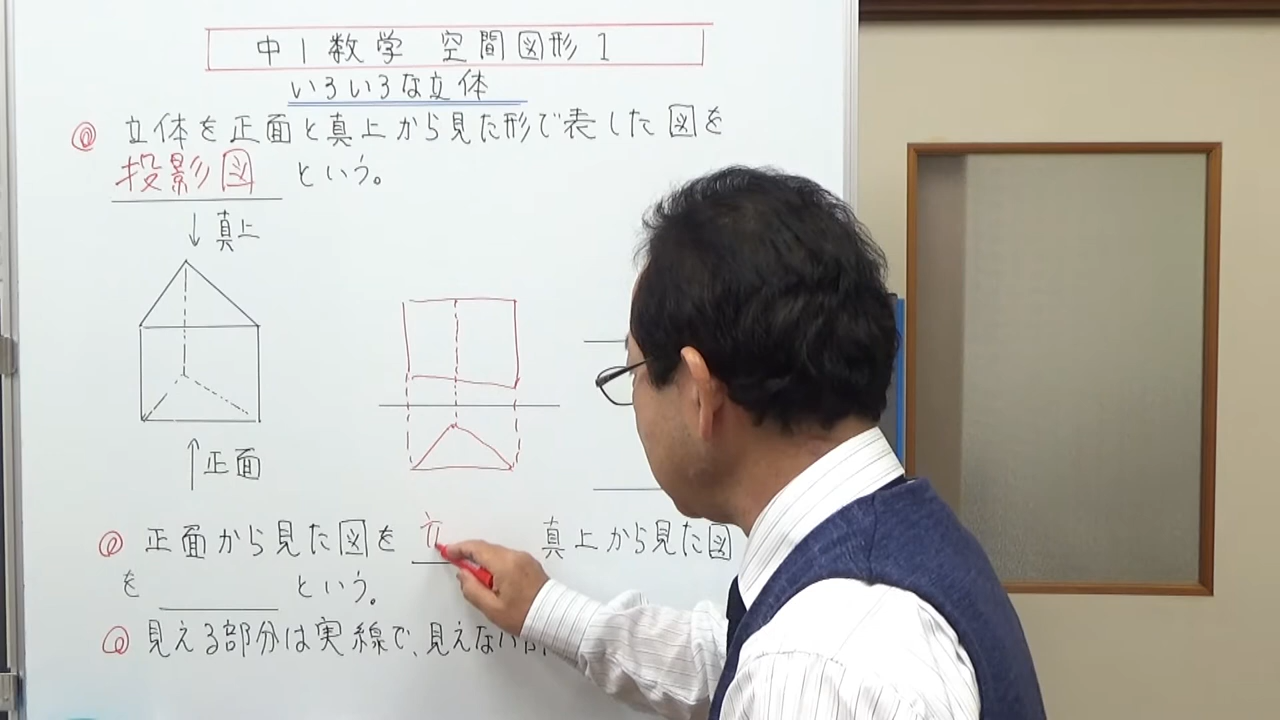 中1数学 空間図形1
いろいろな立体
@ 立体を正面と真上から見た形で表した図を
投影図 という。
↓真上
↑正面
@ 正面から見た図を 立 真上から見た図
を という。
@ 見える部分は実線で、見えない